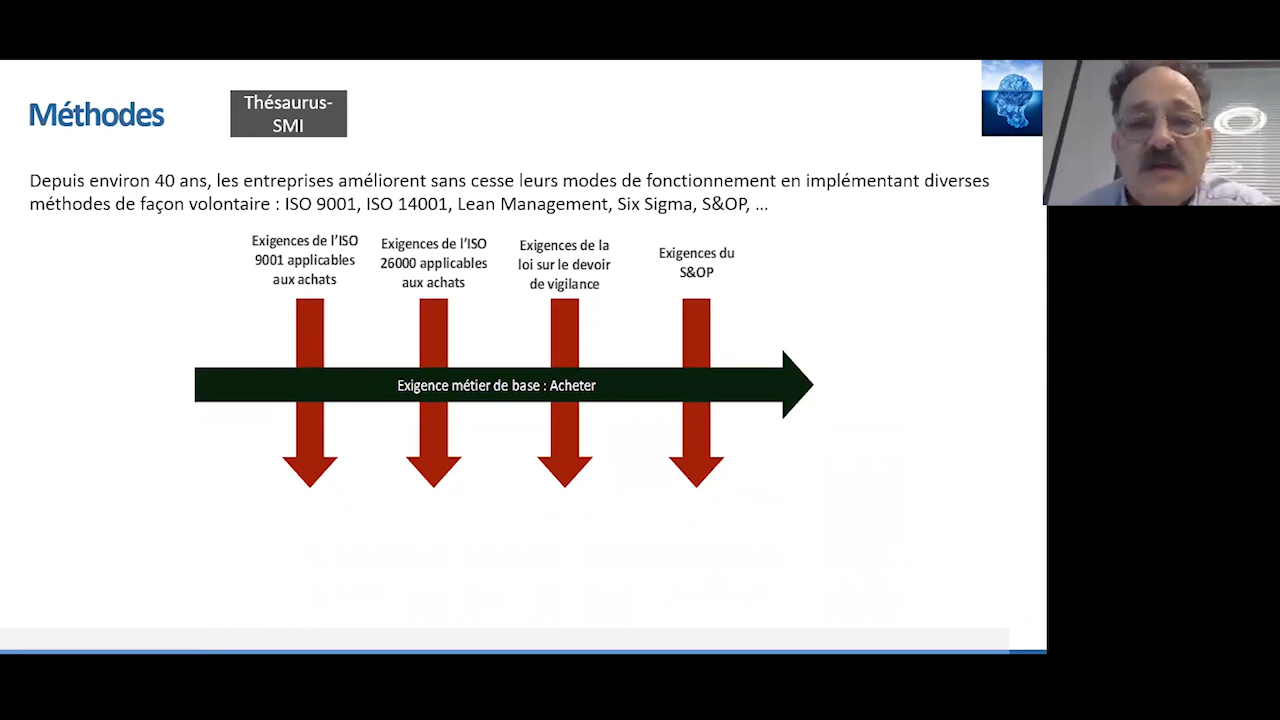 Méthodes
Thésaurus-
SMI
Depuis environ 40 ans, les entreprises améliorent sans cesse leurs modes de fonctionnement en implémentant diverses
méthodes de façon volontaire : ISO 9001, ISO 14001, Lean Management, Six Sigma, S&OP, ...
Exigences de l'ISO
9001 applicables
aux achats
Exigences de l'ISO
26000 applicables
aux achats
Exigences de la
loi sur le devoir
de vigilance
Exigences du
S&OP
Exigence métier de base : Acheter